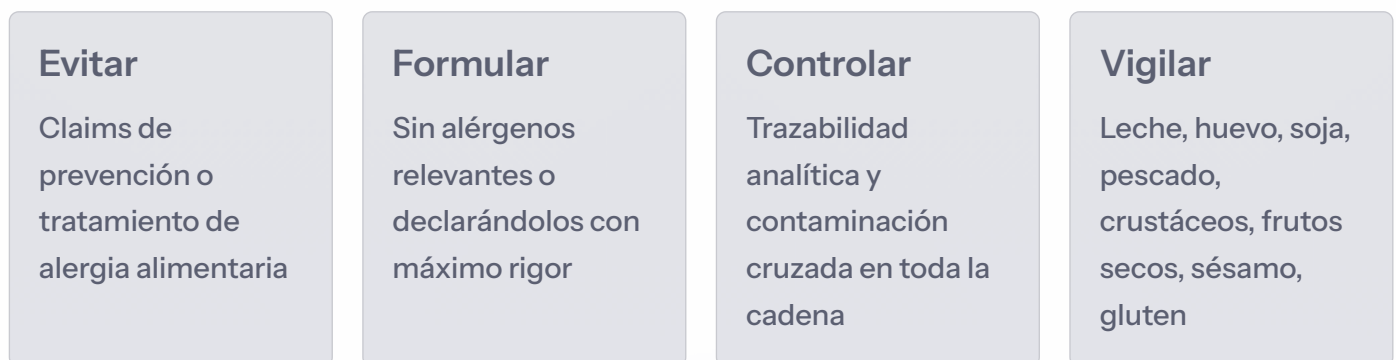 Evitar
Claims de
prevención o
tratamiento de
alergia alimentaria
Formular
Sin alérgenos
relevantes o
declarándolos con
máximo rigor
Controlar
Trazabilidad
analítica y
contaminación
cruzada en toda la
cadena
Vigilar
Leche, huevo, soja,
pescado,
crustáceos, frutos
secos, sésamo,
gluten